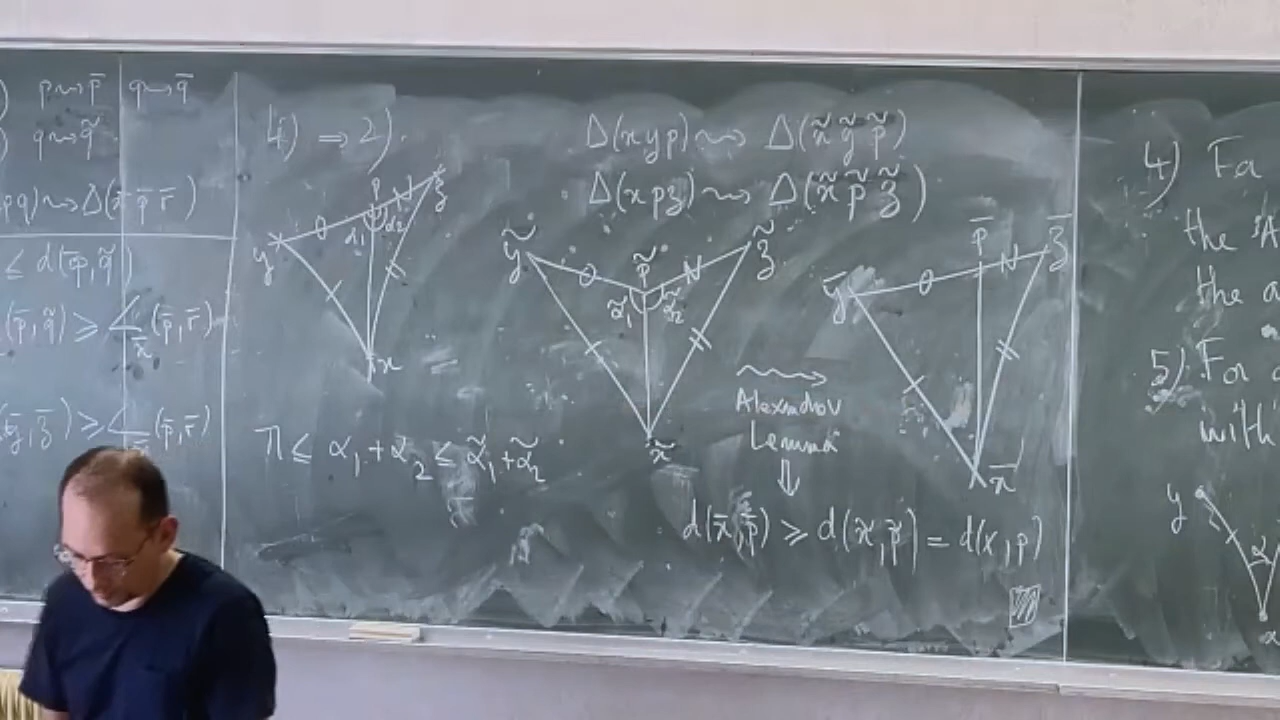 ) p⇝p̄ q⇝q̄
) q⇝q̃
pq)⇝Δ(x̄ p̄ r̄)
≤ d(p̄,q̃)
(p̄,q̄) ≥ ∠x̄ (p̄,r̄)
(ȳ,z̄) ≥ ∠ (p̄,r̄)
4) ⇒ 2)
p
z
α₁ α₂
y
x
π ≤ α₁ + α₂ ≤ α̃₁ + α̃₂
Δ(xyp) ⇝ Δ(x̃ ỹ p̃)
Δ(xpz) ⇝ Δ(x̃ p̃ z̃)
ỹ p̃ z̃
α̃₁ α̃₂
x̃
Alexandrov
Lemma
⇓
ȳ p̄ z̄
x̄
d(x̄,p̄) ≥ d(x̃,p̃) = d(x,p)
4) Fo
the
the a
5) For
with
y
α
x